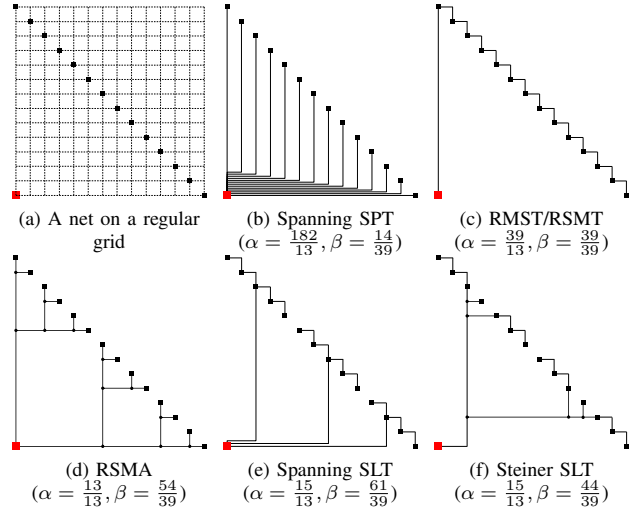 (a) A net on a regular
grid
(b) Spanning SPT
(α = 182/13, β = 14/39)
(c) RMST/RSMT
(α = 39/13, β = 39/39)
(d) RSMA
(α = 13/13, β = 54/39)
(e) Spanning SLT
(α = 15/13, β = 61/39)
(f) Steiner SLT
(α = 15/13, β = 44/39)